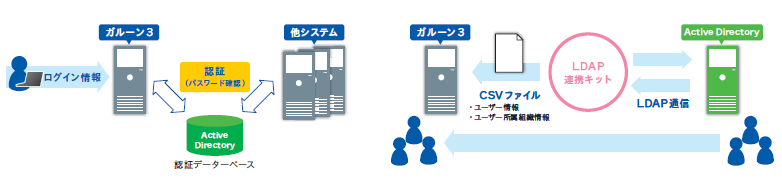 ガルーン3
他システム
ログイン情報
認証
(パスワード確認)
Active
Directory
認証データーベース
ガルーン3
Active Directory
LDAP
連携キット
CSVファイル
・ユーザー情報
・ユーザー所属組織情報
LDAP通信